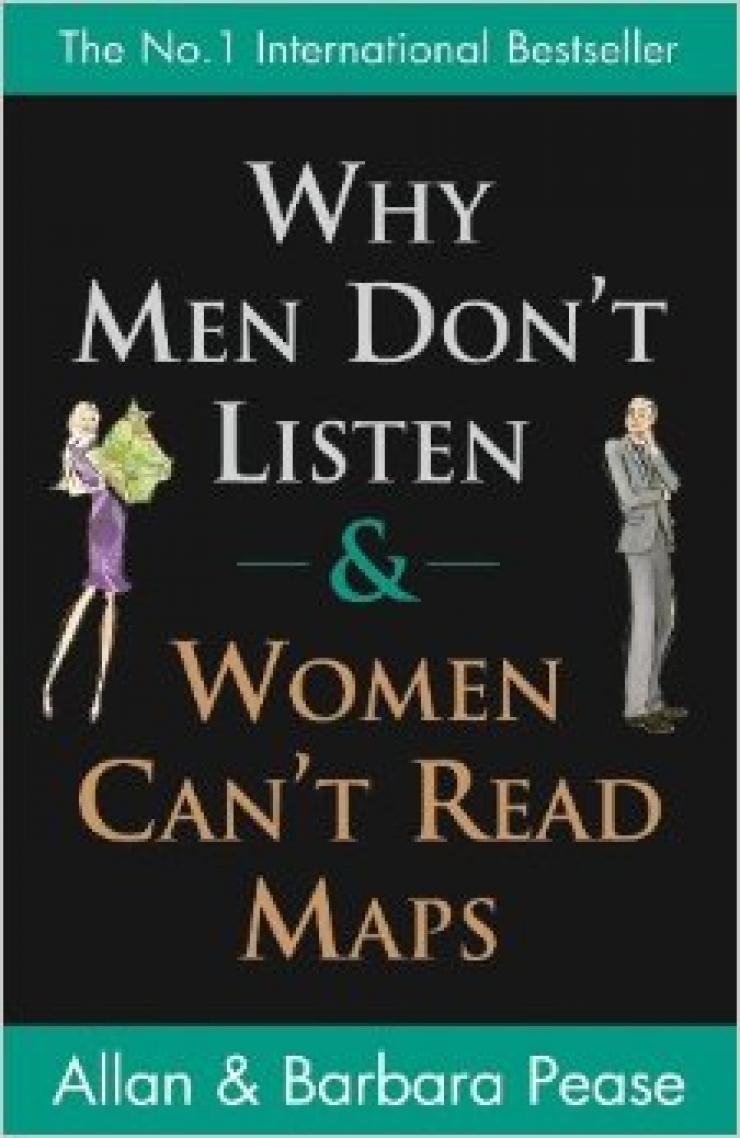 The No.1 International Bestseller
WHY
MEN DON'T
LISTEN
&
WOMEN
CAN'T READ
MAPS
Allan & Barbara Pease